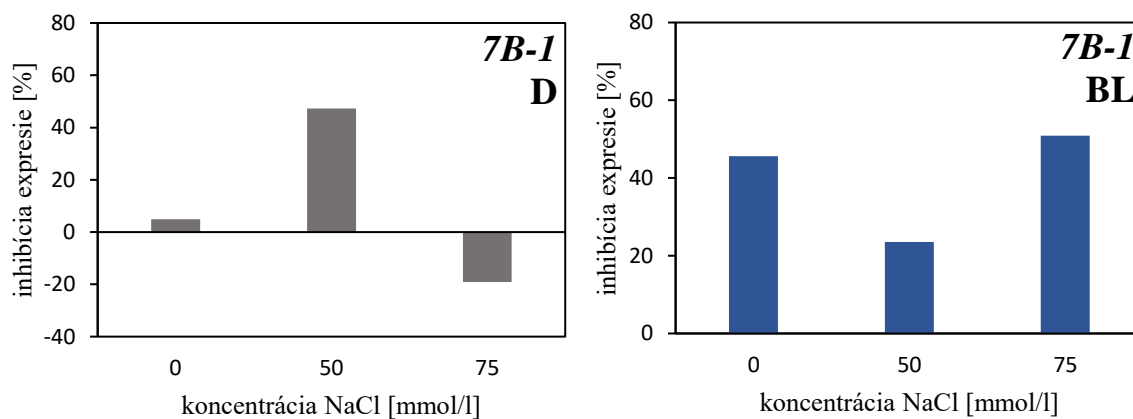 inhibícia expresie [%]
80
60
40
20
0
-20
-40
7B-1
D
0 50 75
koncentrácia NaCl [mmol/l]
inhibícia expresie [%]
80
60
40
20
0
7B-1
BL
0 50 75
koncentrácia NaCl [mmol/l]